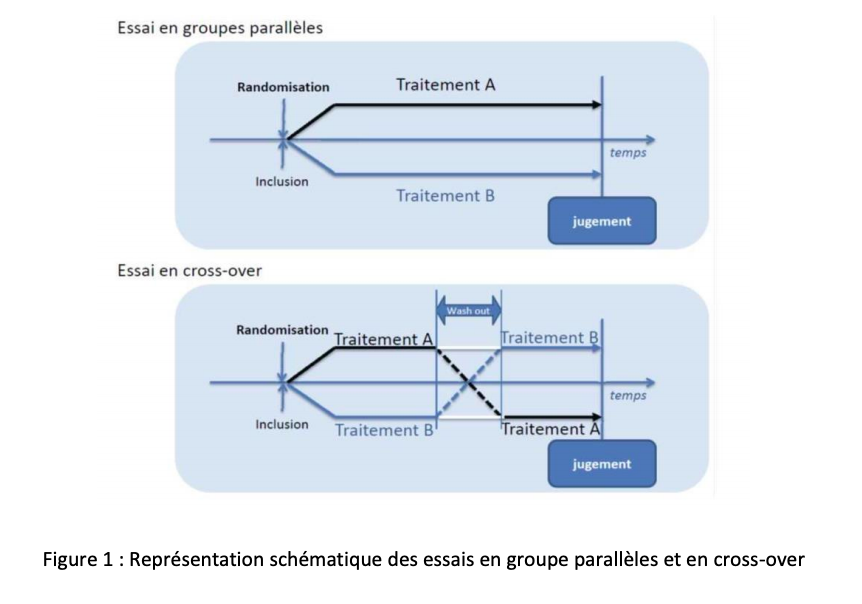 Essai en groupes parallèles
Randomisation
Traitement A
temps
Inclusion
Traitement B
jugement
Essai en cross-over
Wash out
Randomisation
Traitement A
Traitement B
temps
Inclusion
Traitement B
Traitement A
jugement
Figure 1 : Représentation schématique des essais en groupe parallèles et en cross-over